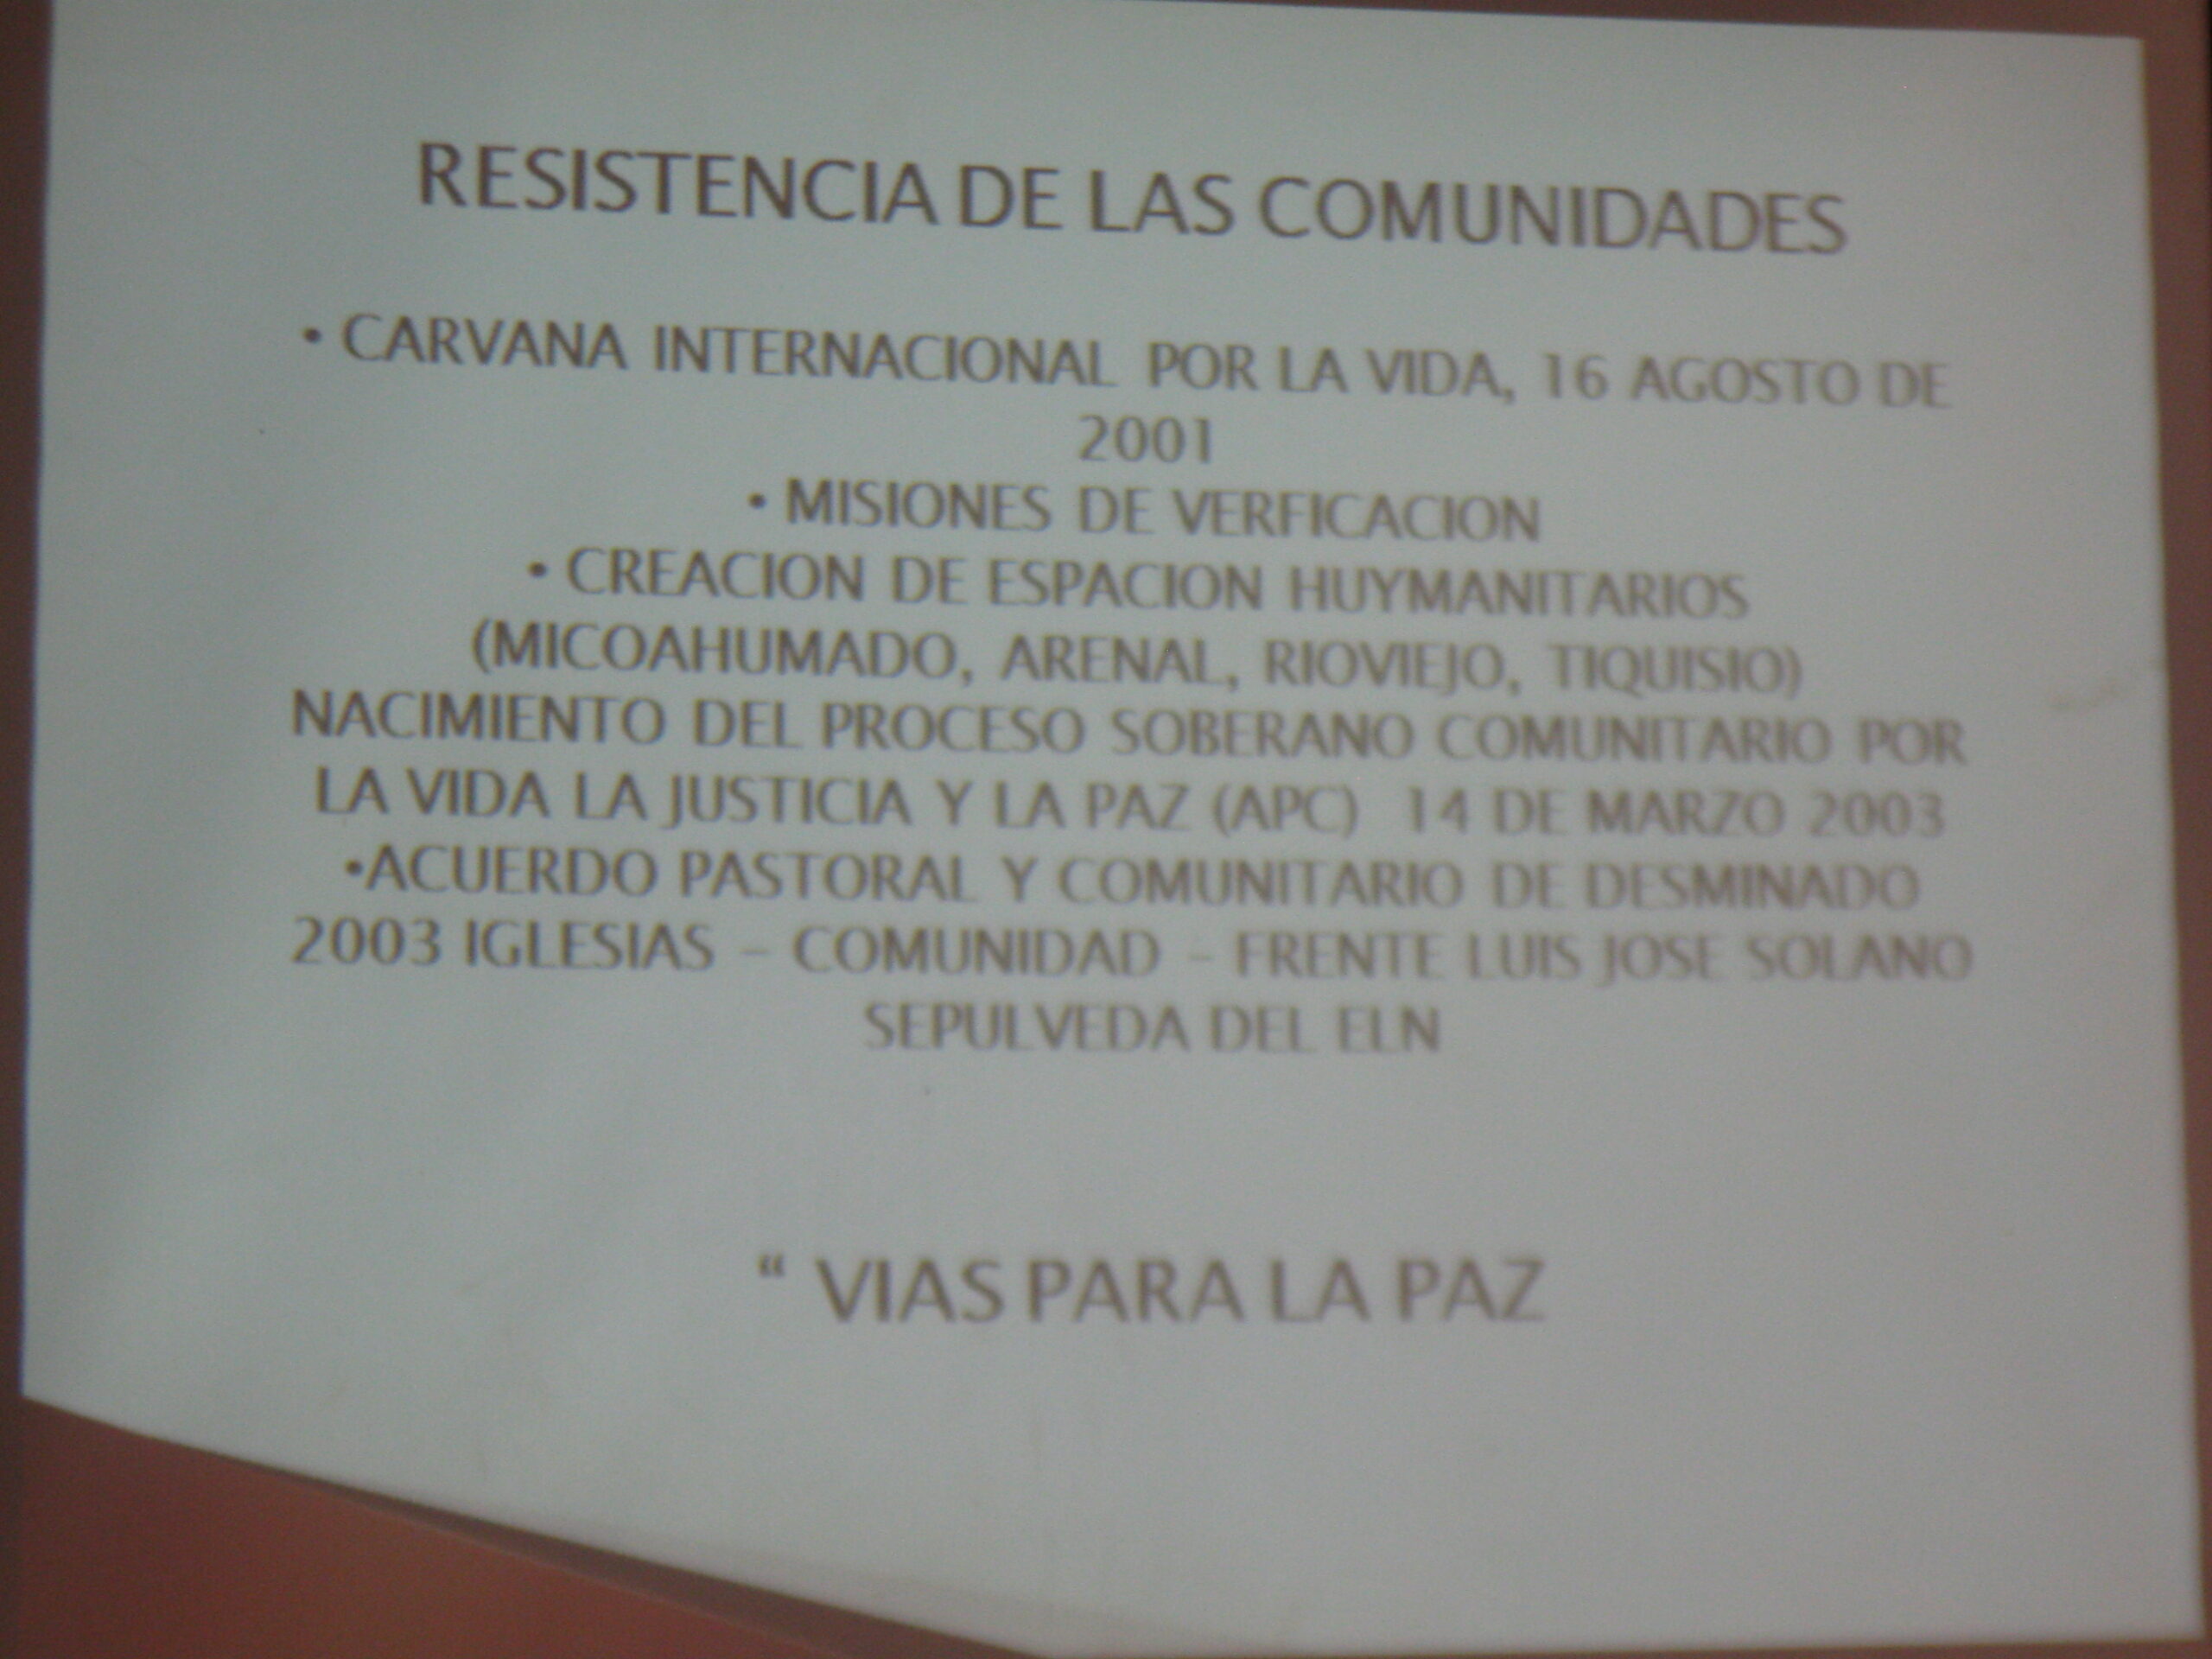 RESISTENCIA DE LAS COMUNIDADES
• CARVANA INTERNACIONAL POR LA VIDA, 16 AGOSTO DE
2001
• MISIONES DE VERFICACION
• CREACION DE ESPACION HUYMANITARIOS
(MICOAHUMADO, ARENAL, RIOVIEJO, TIQUISIO)
NACIMIENTO DEL PROCESO SOBERANO COMUNITARIO POR
LA VIDA LA JUSTICIA Y LA PAZ (APC) 14 DE MARZO 2003
•ACUERDO PASTORAL Y COMUNITARIO DE DESMINADO
2003 IGLESIAS – COMUNIDAD – FRENTE LUIS JOSE SOLANO
SEPULVEDA DEL ELN
“ VIAS PARA LA PAZ